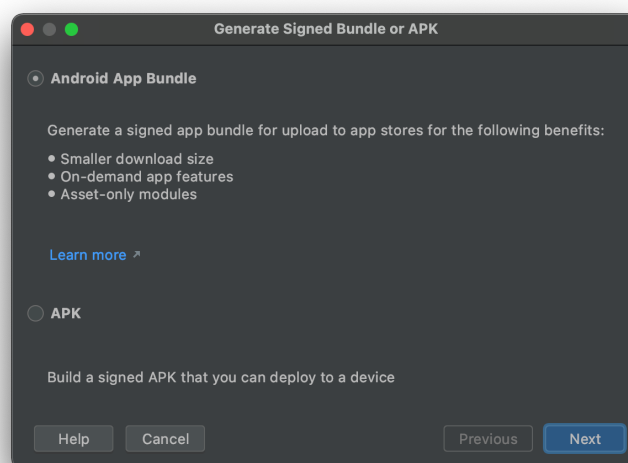 Generate Signed Bundle or APK
Android App Bundle
Generate a signed app bundle for upload to app stores for the following benefits:
• Smaller download size
• On-demand app features
• Asset-only modules
Learn more ↗
APK
Build a signed APK that you can deploy to a device
Help Cancel Previous Next